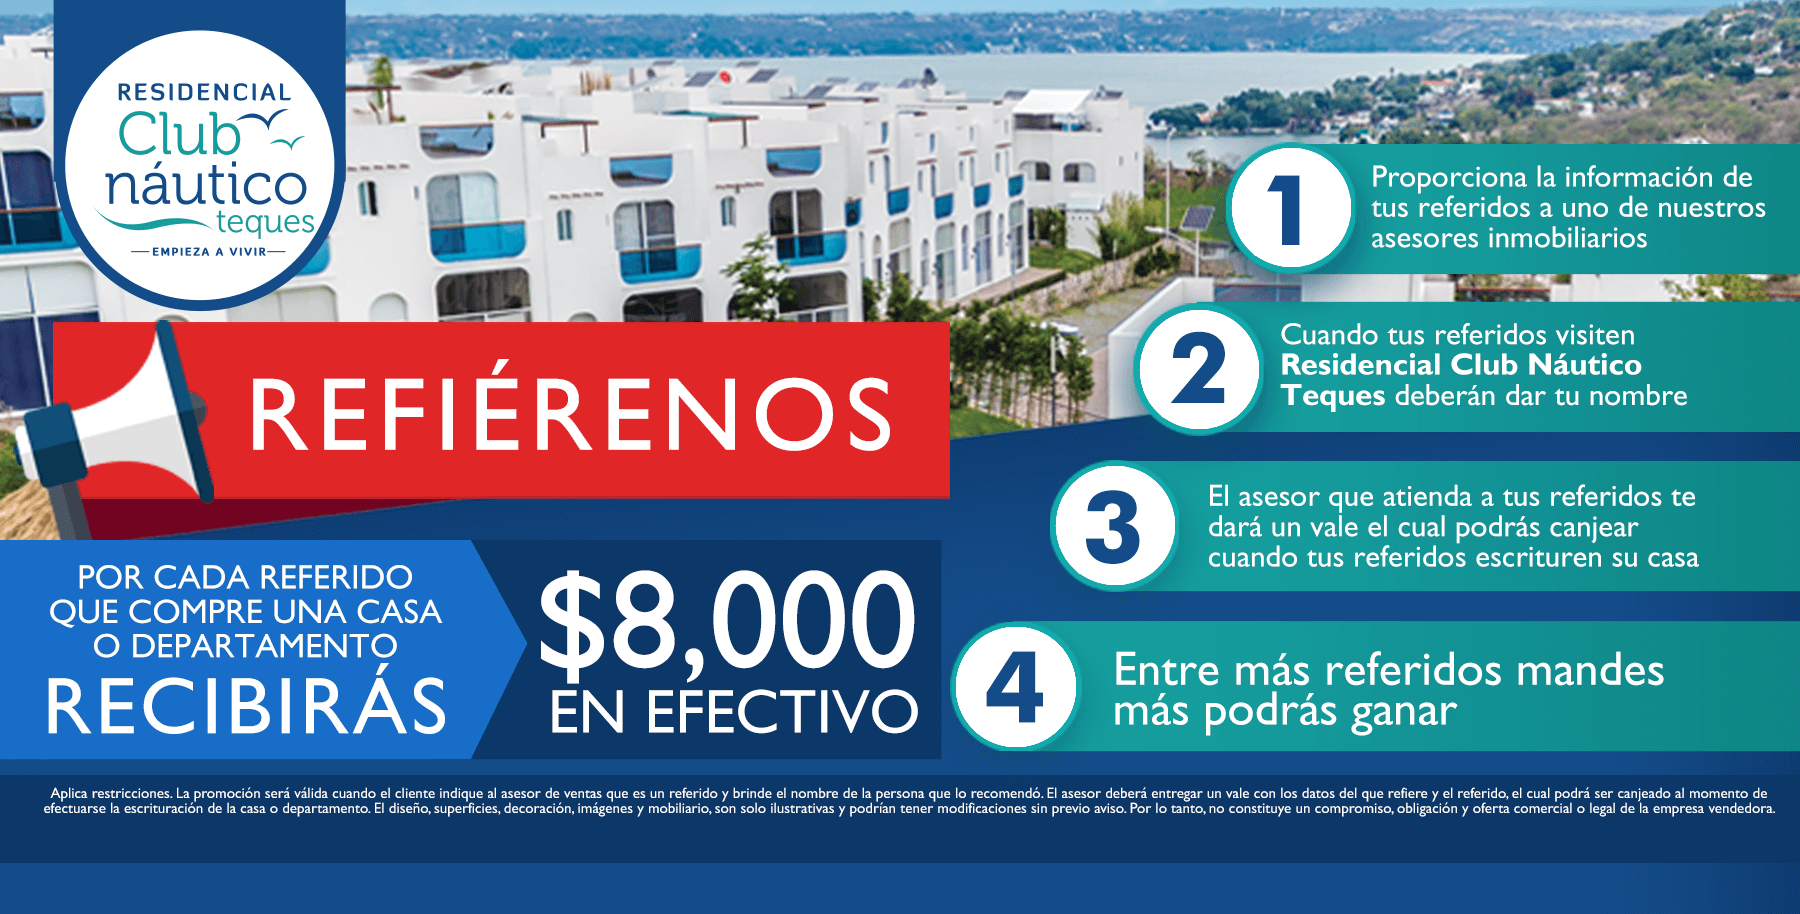 RESIDENCIAL
Club
náutico
teques
EMPIEZA A VIVIR
REFIÉRENOS
POR CADA REFERIDO
QUE COMPRE UNA CASA
O DEPARTAMENTO
RECIBIRÁS
$8,000
EN EFECTIVO
1
Proporciona la información de
tus referidos a uno de nuestros
asesores inmobiliarios
2
Cuando tus referidos visiten
Residencial Club Náutico
Teques deberán dar tu nombre
3
El asesor que atienda a tus referidos te
dará un vale el cual podrás canjear
cuando tus referidos escrituren su casa
4
Entre más referidos mandes
más podrás ganar
Aplica restricciones. La promoción será válida cuando el cliente indique al asesor de ventas que es un referido y brinde el nombre de la persona que lo recomendó. El asesor deberá entregar un vale con los datos del que refiere y el referido, el cual podrá ser canjeado al momento de
efectuarse la escrituración de la casa o departamento. El diseño, superficies, decoración, imágenes y mobiliario, son solo ilustrativas y podrían tener modificaciones sin previo aviso. Por lo tanto, no constituye un compromiso, obligación y oferta comercial o legal de la empresa vendedora.